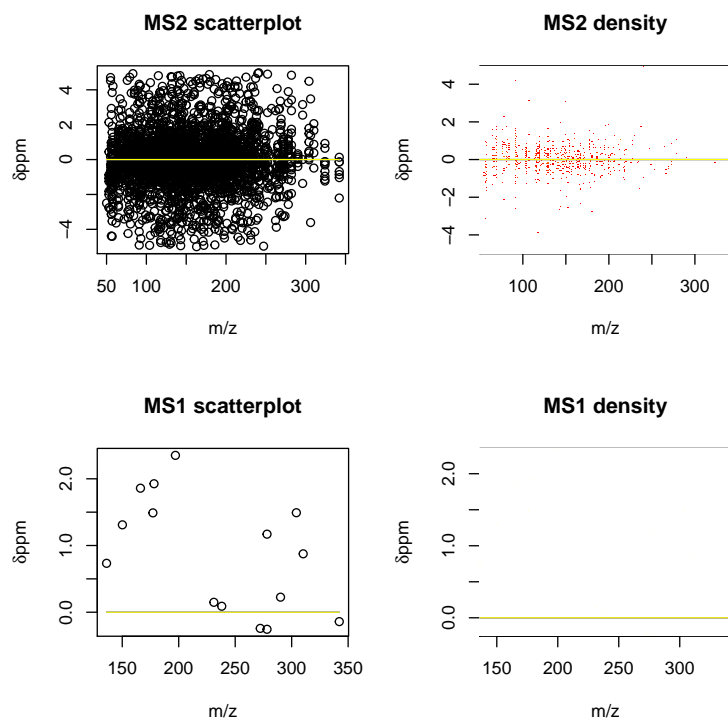 MS2 scatterplot
δppm
4
2
0
−2
−4
50 100 200 300
m/z
MS2 density
δppm
4
2
0
−2
−4
100 200 300
m/z
MS1 scatterplot
δppm
2.0
1.0
0.0
150 200 250 300 350
m/z
MS1 density
δppm
2.0
1.0
0.0
150 200 250 300
m/z